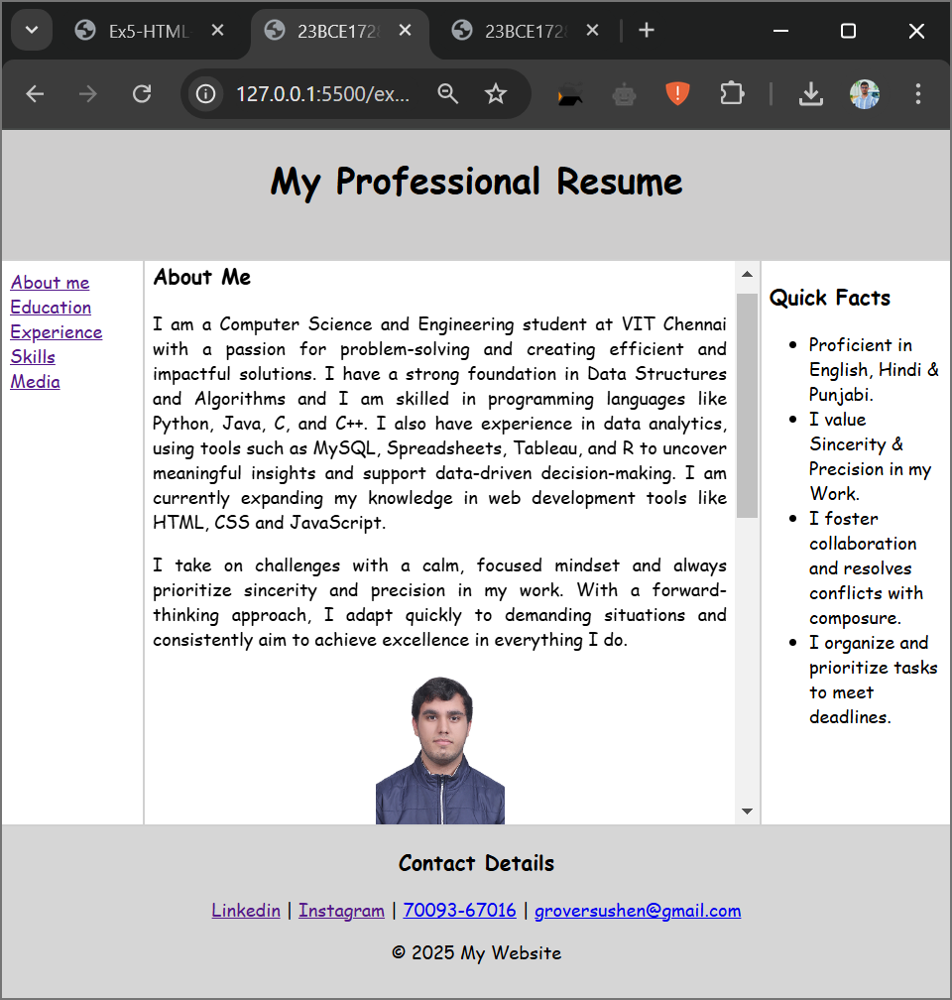 Ex5-HTML
23BCE1728
23BCE1728
127.0.0.1:5500/ex...
My Professional Resume
About me
Education
Experience
Skills
Media
About Me
I am a Computer Science and Engineering student at VIT Chennai
with a passion for problem-solving and creating efficient and
impactful solutions. I have a strong foundation in Data Structures
and Algorithms and I am skilled in programming languages like
Python, Java, C, and C++. I also have experience in data analytics,
using tools such as MySQL, Spreadsheets, Tableau, and R to uncover
meaningful insights and support data-driven decision-making. I am
currently expanding my knowledge in web development tools like
HTML, CSS and JavaScript.
I take on challenges with a calm, focused mindset and always
prioritize sincerity and precision in my work. With a forward-
thinking approach, I adapt quickly to demanding situations and
consistently aim to achieve excellence in everything I do.
Quick Facts
• Proficient in
English, Hindi &
Punjabi.
• I value
Sincerity &
Precision in my
Work.
• I foster
collaboration
and resolves
conflicts with
composure.
• I organize and
prioritize tasks
to meet
deadlines.
Contact Details
Linkedin | Instagram | 70093-67016 | groversushen@gmail.com
© 2025 My Website